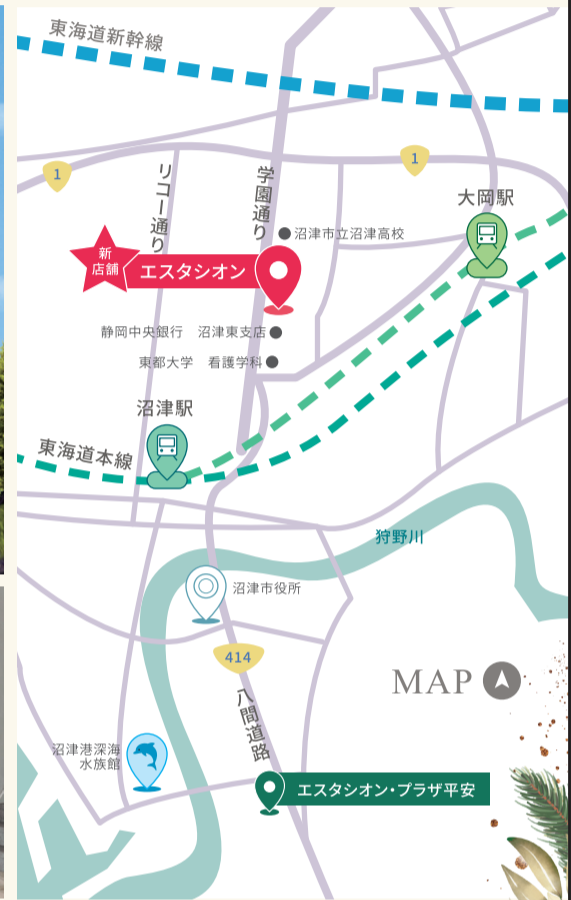 東海道新幹線
1
1
リコー通り
学園通り
大岡駅
沼津市立沼津高校
新
店舗
エスタシオン
静岡中央銀行　沼津東支店
東都大学　看護学科
沼津駅
東海道本線
狩野川
沼津市役所
414
MAP
八間道路
沼津港深海
水族館
エスタシオン・プラザ平安